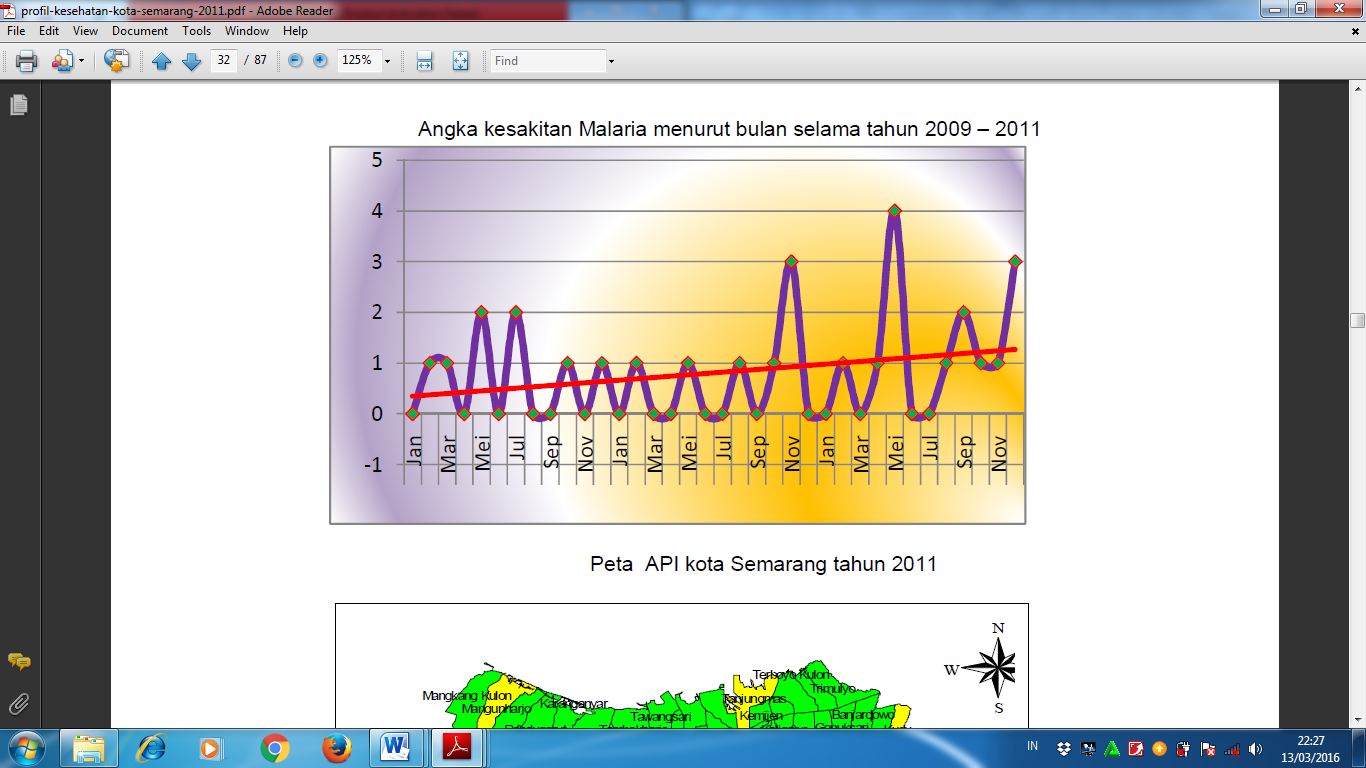 profil-kesehatan-kota-semarang-2011.pdf - Adobe Reader
File Edit View Document Tools Window Help
32 / 87 125% Find
Angka kesakitan Malaria menurut bulan selama tahun 2009 – 2011
5
4
3
2
1
0
-1
Jan Mar Mei Jul Sep Nov Jan Mar Mei Jul Sep Nov Jan Mar Mei Jul Sep Nov
Peta API kota Semarang tahun 2011
N
W
S
Terboyo Kulon
Trimulyo
Mangkang Kulon
Tanjungmas
Mangunharjo
Karanganyar
Tawangsari
Kemijen
Banjardowo
IN
22:27
13/03/2016